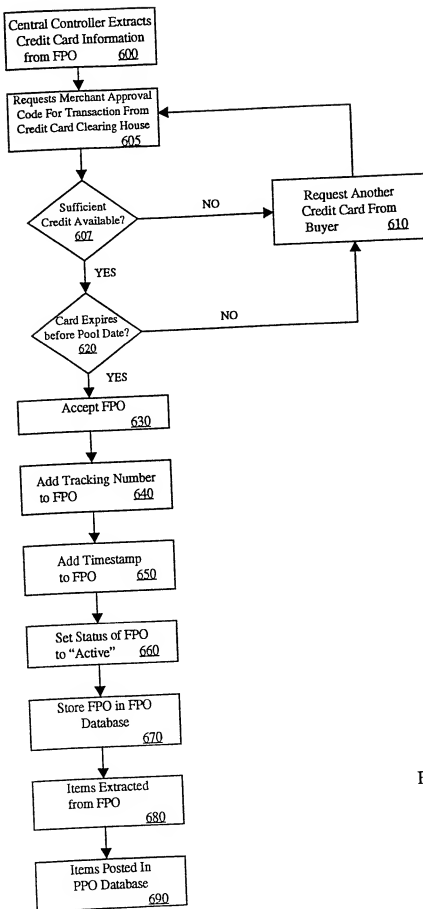 Central Controller Extracts
Credit Card Information
from FPO 600
Requests Merchant Approval
Code For Transaction From
Credit Card Clearing House
605
Sufficient
Credit Available?
607
NO
Request Another
Credit Card From
Buyer 610
YES
Card Expires
before Pool Date?
620
NO
YES
Accept FPO
630
Add Tracking Number
to FPO 640
Add Timestamp
to FPO 650
Set Status of FPO
to “Active” 660
Store FPO in FPO
Database
670
Items Extracted
from FPO
680
Items Posted In
PPO Database
690
F